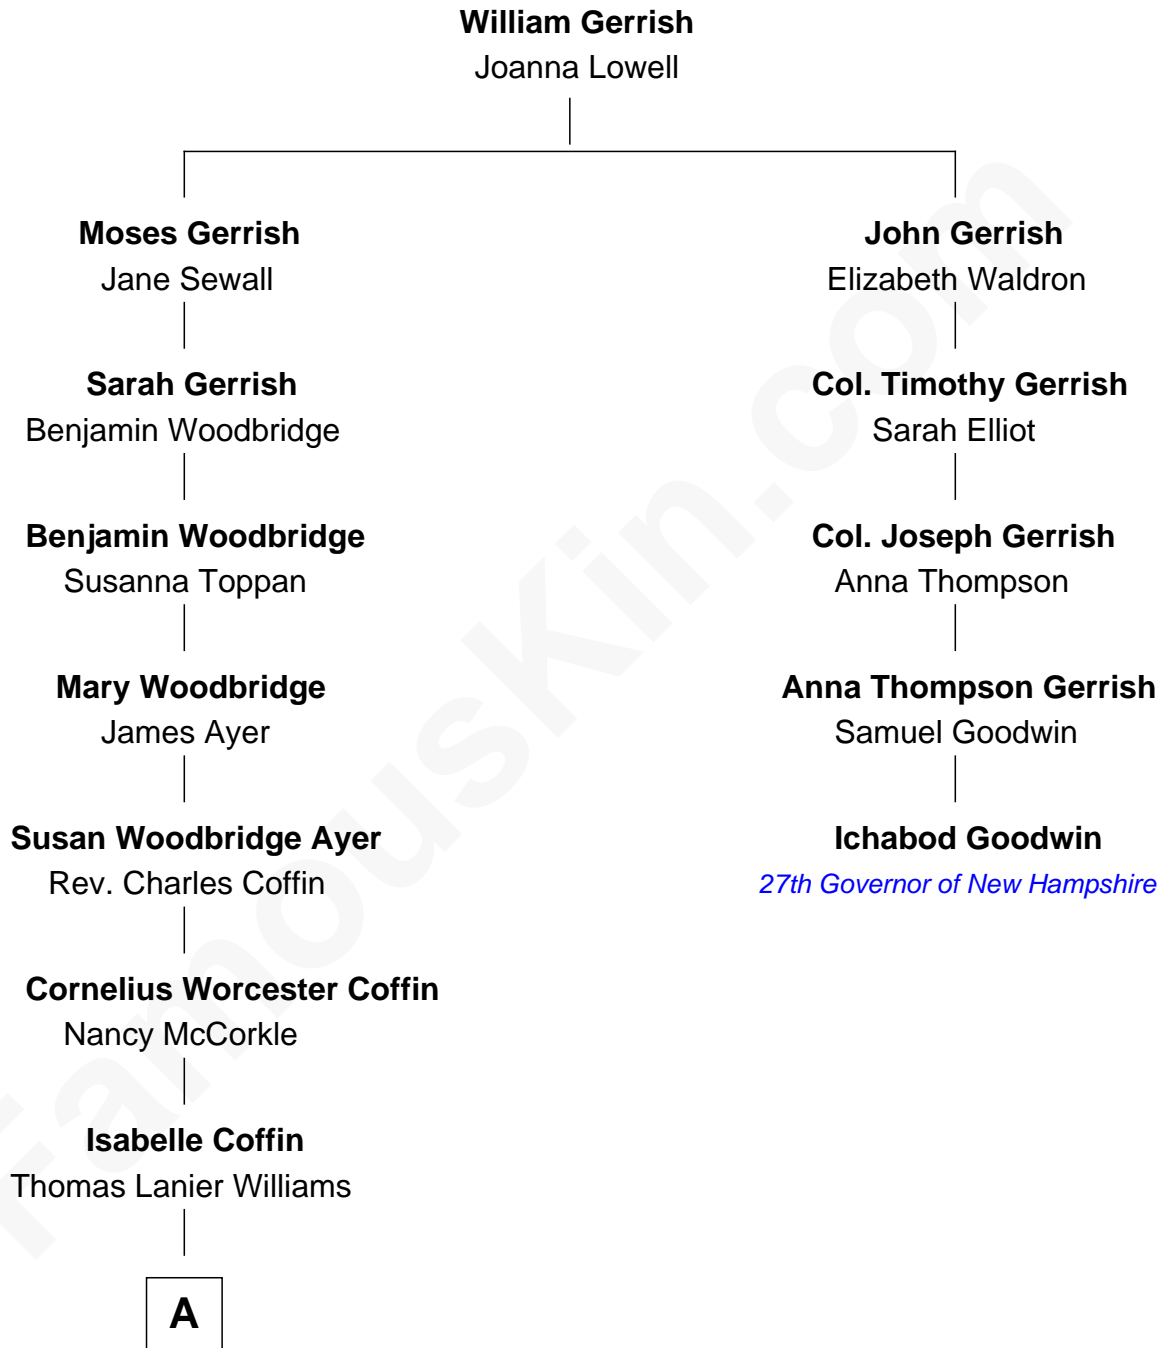 William Gerrish
Joanna Lowell
Moses Gerrish
Jane Sewall
John Gerrish
Elizabeth Waldron
Sarah Gerrish
Benjamin Woodbridge
Col. Timothy Gerrish
Sarah Elliot
Benjamin Woodbridge
Susanna Toppan
Col. Joseph Gerrish
Anna Thompson
Mary Woodbridge
James Ayer
Anna Thompson Gerrish
Samuel Goodwin
Susan Woodbridge Ayer
Rev. Charles Coffin
Ichabod Goodwin
27th Governor of New Hampshire
Cornelius Worcester Coffin
Nancy McCorkle
Isabelle Coffin
Thomas Lanier Williams
A
FamousKin.com